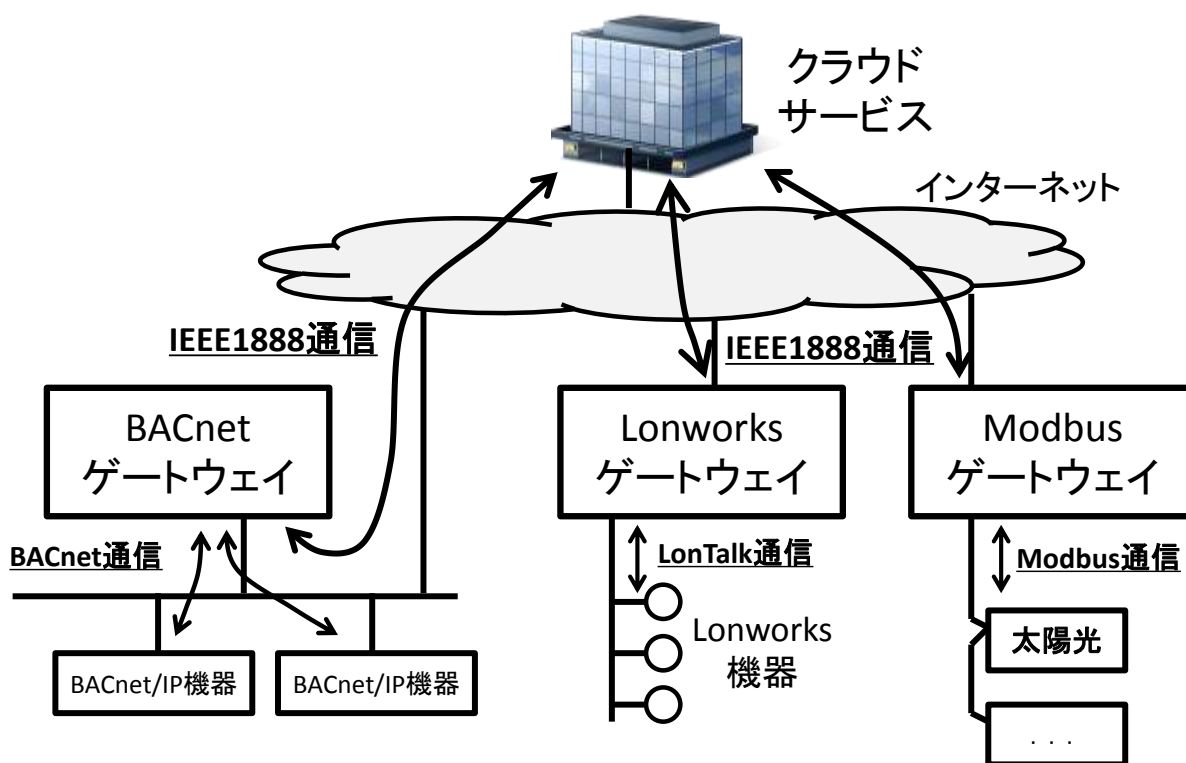 クラウド
サービス
インターネット
IEEE1888通信
IEEE1888通信
BACnet
ゲートウェイ
Lonworks
ゲートウェイ
Modbus
ゲートウェイ
BACnet通信
LonTalk通信
Modbus通信
Lonworks
機器
太陽光
BACnet/IP機器
BACnet/IP機器
. . .